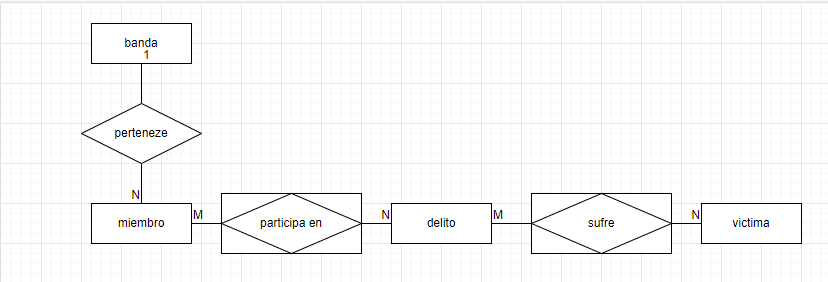 banda
1
perteneze
N
miembro
M
participa en
N
delito
M
sufre
N
victima